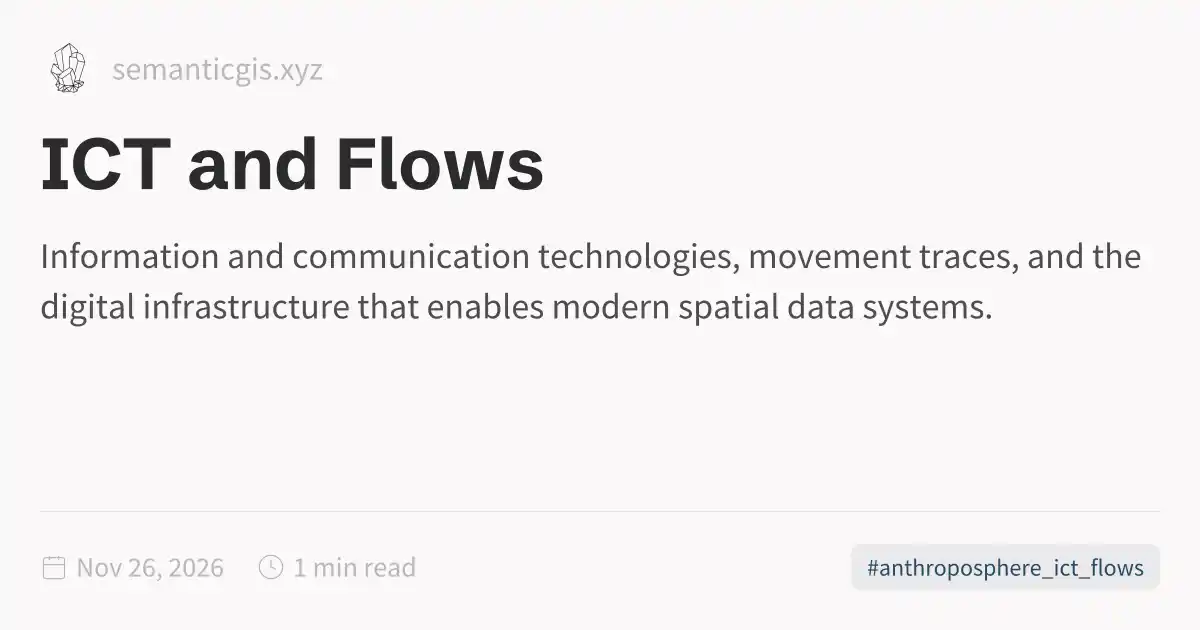 semanticgis.xyz
ICT and Flows
Information and communication technologies, movement traces, and the
digital infrastructure that enables modern spatial data systems.
Nov 26, 2026 1 min read #anthroposphere_ict_flows